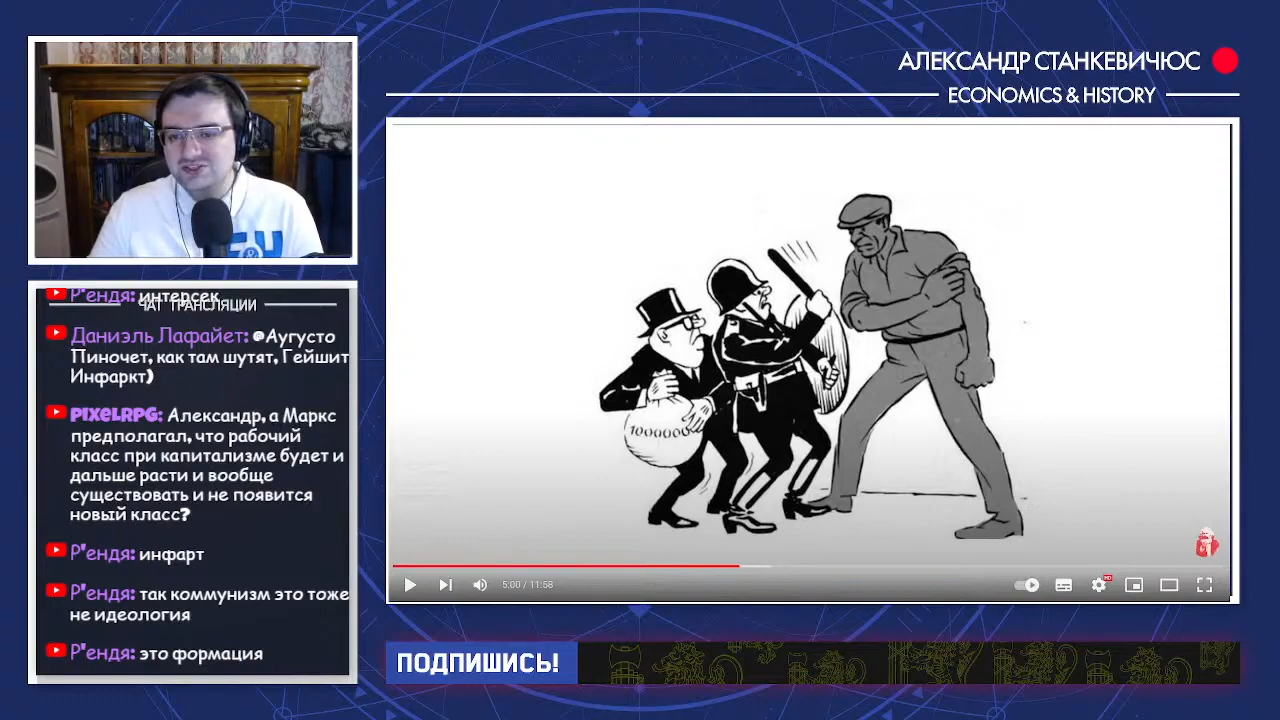 АЛЕКСАНДР СТАНКЕВИЧЮС
ECONOMICS & HISTORY
Р'ендя: интерсек
ЧАТ ТРАНСЛЯЦИИ
Даниэль Лафайет: @Аугусто
Пиночет, как там шутят, Гейшит
Инфаркт)
PIXELRPG: Александр, а Маркс
предполагал, что рабочий
класс при капитализме будет и
дальше расти и вообще
существовать и не появится
новый класс?
Р'ендя: инфарт
Р'ендя: так коммунизм это тоже
не идеология
Р'ендя: это формация
1000000
5:00 / 11:58
HD
ПОДПИШИСЬ!